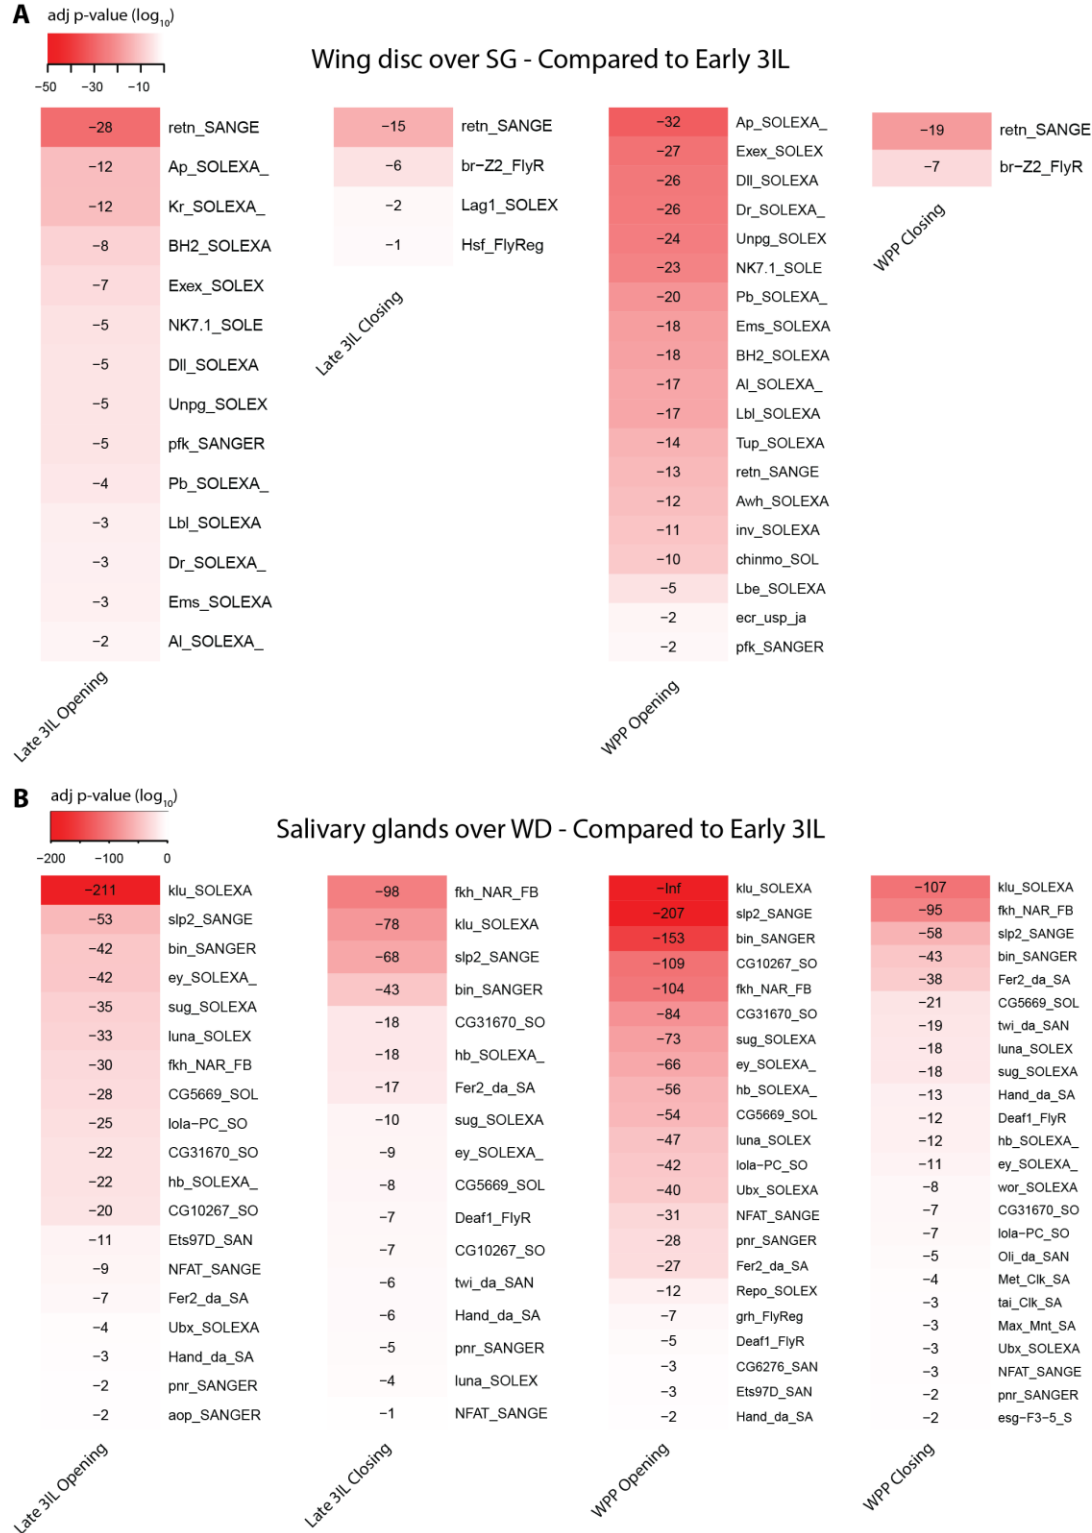 A
adj p-value (log10)
−50 −30 −10
Wing disc over SG - Compared to Early 3IL
−28 retn_SANGE
−12 Ap_SOLEXA_
−12 Kr_SOLEXA_
−8 BH2_SOLEXA
−7 Exex_SOLEX
−5 NK7.1_SOLE
−5 Dll_SOLEXA
−5 Unpg_SOLEX
−5 pfk_SANGER
−4 Pb_SOLEXA_
−3 Lbl_SOLEXA
−3 Dr_SOLEXA_
−3 Ems_SOLEXA
−2 Al_SOLEXA_
Late 3IL Opening
−15 retn_SANGE
−6 br−Z2_FlyR
−2 Lag1_SOLEX
−1 Hsf_FlyReg
Late 3IL Closing
−32 Ap_SOLEXA_
−27 Exex_SOLEX
−26 Dll_SOLEXA
−26 Dr_SOLEXA_
−24 Unpg_SOLEX
−23 NK7.1_SOLE
−20 Pb_SOLEXA_
−18 Ems_SOLEXA
−18 BH2_SOLEXA
−17 Al_SOLEXA_
−17 Lbl_SOLEXA
−14 Tup_SOLEXA
−13 retn_SANGE
−12 Awh_SOLEXA
−11 inv_SOLEXA
−10 chinmo_SOL
−5 Lbe_SOLEXA
−2 ecr_usp_ja
−2 pfk_SANGER
WPP Opening
−19 retn_SANGE
−7 br−Z2_FlyR
WPP Closing
B
adj p-value (log10)
−200 −100 0
Salivary glands over WD - Compared to Early 3IL
−211 klu_SOLEXA
−53 slp2_SANGE
−42 bin_SANGER
−42 ey_SOLEXA_
−35 sug_SOLEXA
−33 luna_SOLEX
−30 fkh_NAR_FB
−28 CG5669_SOL
−25 lola−PC_SO
−22 CG31670_SO
−22 hb_SOLEXA_
−20 CG10267_SO
−11 Ets97D_SAN
−9 NFAT_SANGE
−7 Fer2_da_SA
−4 Ubx_SOLEXA
−3 Hand_da_SA
−2 pnr_SANGER
−2 aop_SANGER
Late 3IL Opening
−98 fkh_NAR_FB
−78 klu_SOLEXA
−68 slp2_SANGE
−43 bin_SANGER
−18 CG31670_SO
−18 hb_SOLEXA_
−17 Fer2_da_SA
−10 sug_SOLEXA
−9 ey_SOLEXA_
−8 CG5669_SOL
−7 Deaf1_FlyR
−7 CG10267_SO
−6 twi_da_SAN
−6 Hand_da_SA
−5 pnr_SANGER
−4 luna_SOLEX
−1 NFAT_SANGE
Late 3IL Closing
−Inf klu_SOLEXA
−207 slp2_SANGE
−153 bin_SANGER
−109 CG10267_SO
−104 fkh_NAR_FB
−84 CG31670_SO
−73 sug_SOLEXA
−66 ey_SOLEXA_
−56 hb_SOLEXA_
−54 CG5669_SOL
−47 luna_SOLEX
−42 lola−PC_SO
−40 Ubx_SOLEXA
−31 NFAT_SANGE
−28 pnr_SANGER
−27 Fer2_da_SA
−12 Repo_SOLEX
−7 grh_FlyReg
−5 Deaf1_FlyR
−3 CG6276_SAN
−3 Ets97D_SAN
−2 Hand_da_SA
WPP Opening
−107 klu_SOLEXA
−95 fkh_NAR_FB
−58 slp2_SANGE
−43 bin_SANGER
−38 Fer2_da_SA
−21 CG5669_SOL
−19 twi_da_SAN
−18 luna_SOLEX
−18 sug_SOLEXA
−13 Hand_da_SA
−12 Deaf1_FlyR
−12 hb_SOLEXA_
−11 ey_SOLEXA_
−8 wor_SOLEXA
−7 CG31670_SO
−7 lola−PC_SO
−5 Oli_da_SAN
−4 Met_Clk_SA
−3 tai_Clk_SA
−3 Max_Mnt_SA
−3 Ubx_SOLEXA
−3 NFAT_SANGE
−2 pnr_SANGER
−2 esg−F3−5_S
WPP Closing